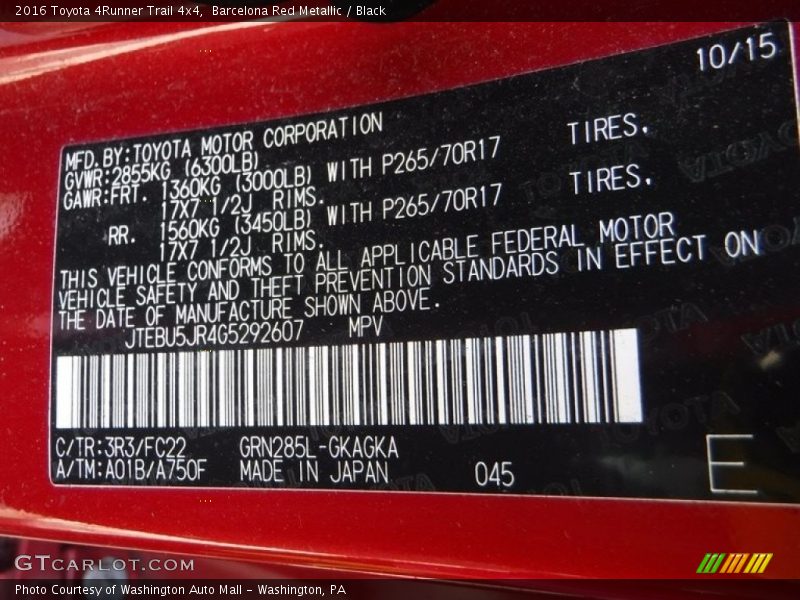 2016 Toyota 4Runner Trail 4x4, Barcelona Red Metallic / Black
10/15
MFD. BY:TOYOTA MOTOR CORPORATION
GVWR:2855KG (6300LB)
GAWR:FRT. 1360KG (3000LB) WITH P265/70R17 TIRES.
17X7 1/2J RIMS.
RR. 1560KG (3450LB) WITH P265/70R17 TIRES.
17X7 1/2J RIMS.
THIS VEHICLE CONFORMS TO ALL APPLICABLE FEDERAL MOTOR
VEHICLE SAFETY AND THEFT PREVENTION STANDARDS IN EFFECT ON
THE DATE OF MANUFACTURE SHOWN ABOVE.
JTEBU5JR4G5292607 MPV
C/TR:3R3/FC22 GRN285L-GKAGKA
A/TM:A01B/A750F MADE IN JAPAN 045
E
GTCARLOT.COM
Photo Courtesy of Washington Auto Mall - Washington, PA